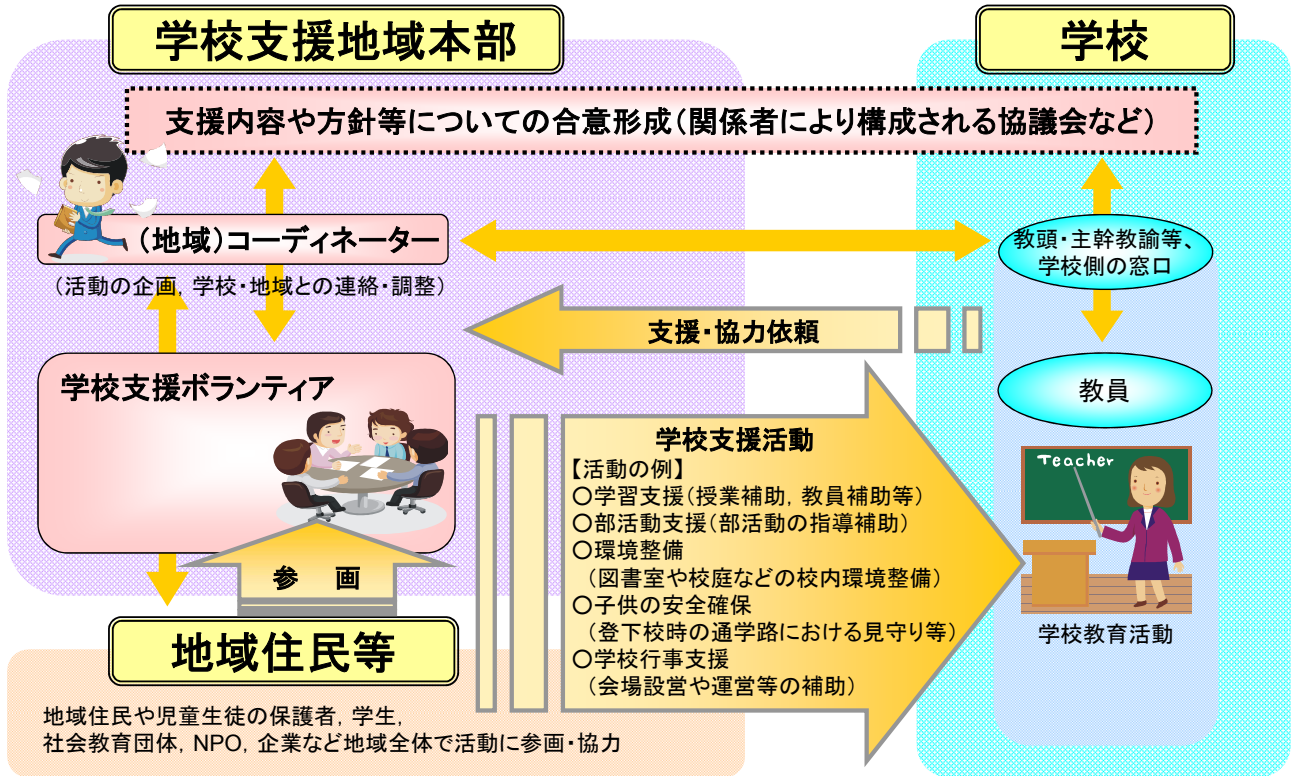 学校支援地域本部
学校
支援内容や方針等についての合意形成（関係者により構成される協議会など）
（地域）コーディネーター
（活動の企画，学校・地域との連絡・調整）
教頭・主幹教諭等、
学校側の窓口
支援・協力依頼
学校支援ボランティア
教員
学校支援活動
【活動の例】
○学習支援（授業補助，教員補助等）
○部活動支援（部活動の指導補助）
○環境整備
（図書室や校庭などの校内環境整備）
○子供の安全確保
（登下校時の通学路における見守り等）
○学校行事支援
（会場設営や運営等の補助）
Teacher
学校教育活動
参　画
地域住民等
地域住民や児童生徒の保護者，学生，
社会教育団体，NPO，企業など地域全体で活動に参画・協力